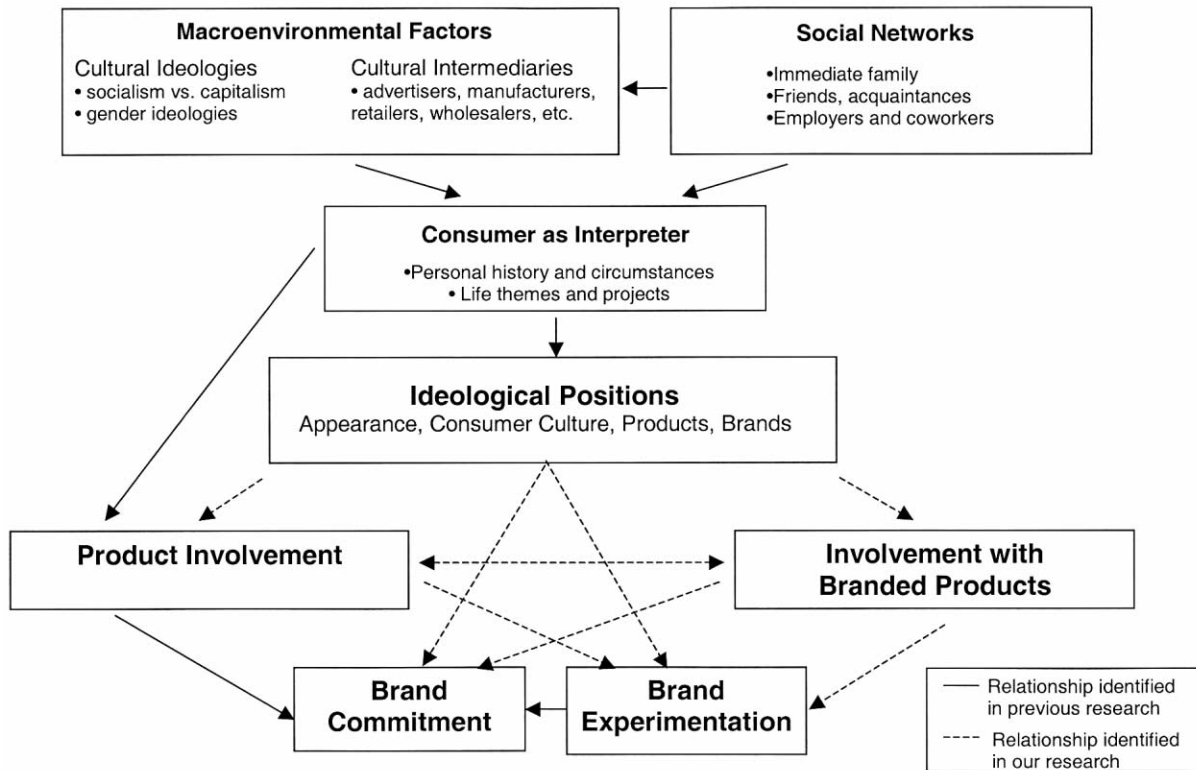 Macroenvironmental Factors
Cultural Ideologies
• socialism vs. capitalism
• gender ideologies
Cultural Intermediaries
• advertisers, manufacturers,
retailers, wholesalers, etc.
Social Networks
•Immediate family
•Friends, acquaintances
•Employers and coworkers
Consumer as Interpreter
•Personal history and circumstances
• Life themes and projects
Ideological Positions
Appearance, Consumer Culture, Products, Brands
Product Involvement
Involvement with
Branded Products
Brand
Commitment
Brand
Experimentation
Relationship identified
in previous research
Relationship identified
in our research